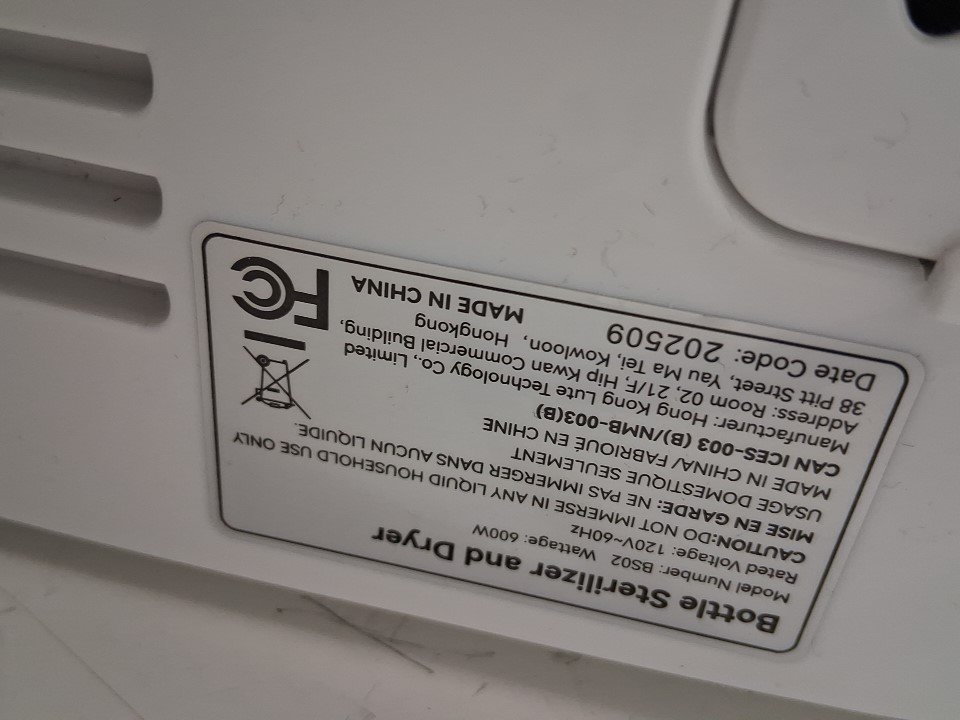 Bottle Sterilizer and Dryer
Model Number: BS02 Wattage: 600W
Rated Voltage: 120V~60Hz
CAUTION:DO NOT IMMERSE IN ANY LIQUID HOUSEHOLD USE ONLY
MISE EN GARDE: NE PAS IMMERGER DANS AUCUN LIQUIDE.
USAGE DOMESTIQUE SEULEMENT
MADE IN CHINA/ FABRIQUÉ EN CHINE
CAN ICES-003 (B)/NMB-003(B)
Manufacturer: Hong Kong Lute Technology Co., Limited
Address: Room 02, 21/F, Hip Kwan Commercial Building,
38 Pitt Street, Yau Ma Tei, Kowloon, Hongkong
Date Code: 202509 MADE IN CHINA
FC